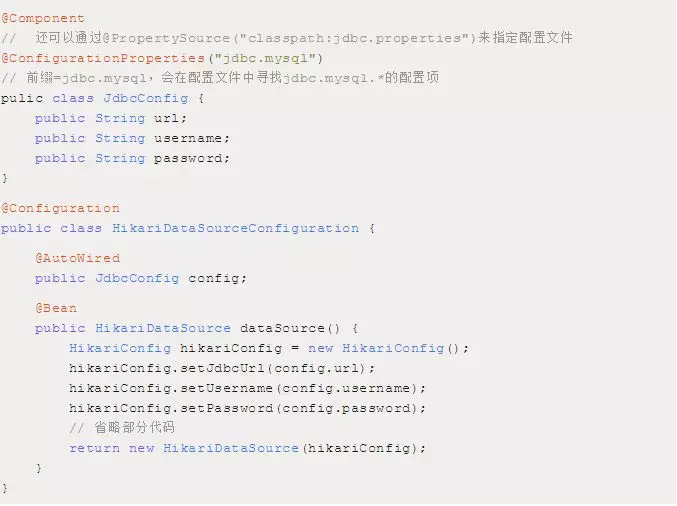 @Component
//  还可以通过@PropertySource("classpath:jdbc.properties")来指定配置文件
@ConfigurationProperties("jdbc.mysql")
// 前缀=jdbc.mysql，会在配置文件中寻找jdbc.mysql.*的配置项
pulic class JdbcConfig {
    public String url;
    public String username;
    public String password;
}
@Configuration
public class HikariDataSourceConfiguration {
    @AutoWired
    public JdbcConfig config;
    @Bean
    public HikariDataSource dataSource() {
        HikariConfig hikariConfig = new HikariConfig();
        hikariConfig.setJdbcUrl(config.url);
        hikariConfig.setUsername(config.username);
        hikariConfig.setPassword(config.password);
        // 省略部分代码
        return new HikariDataSource(hikariConfig);
    }
}